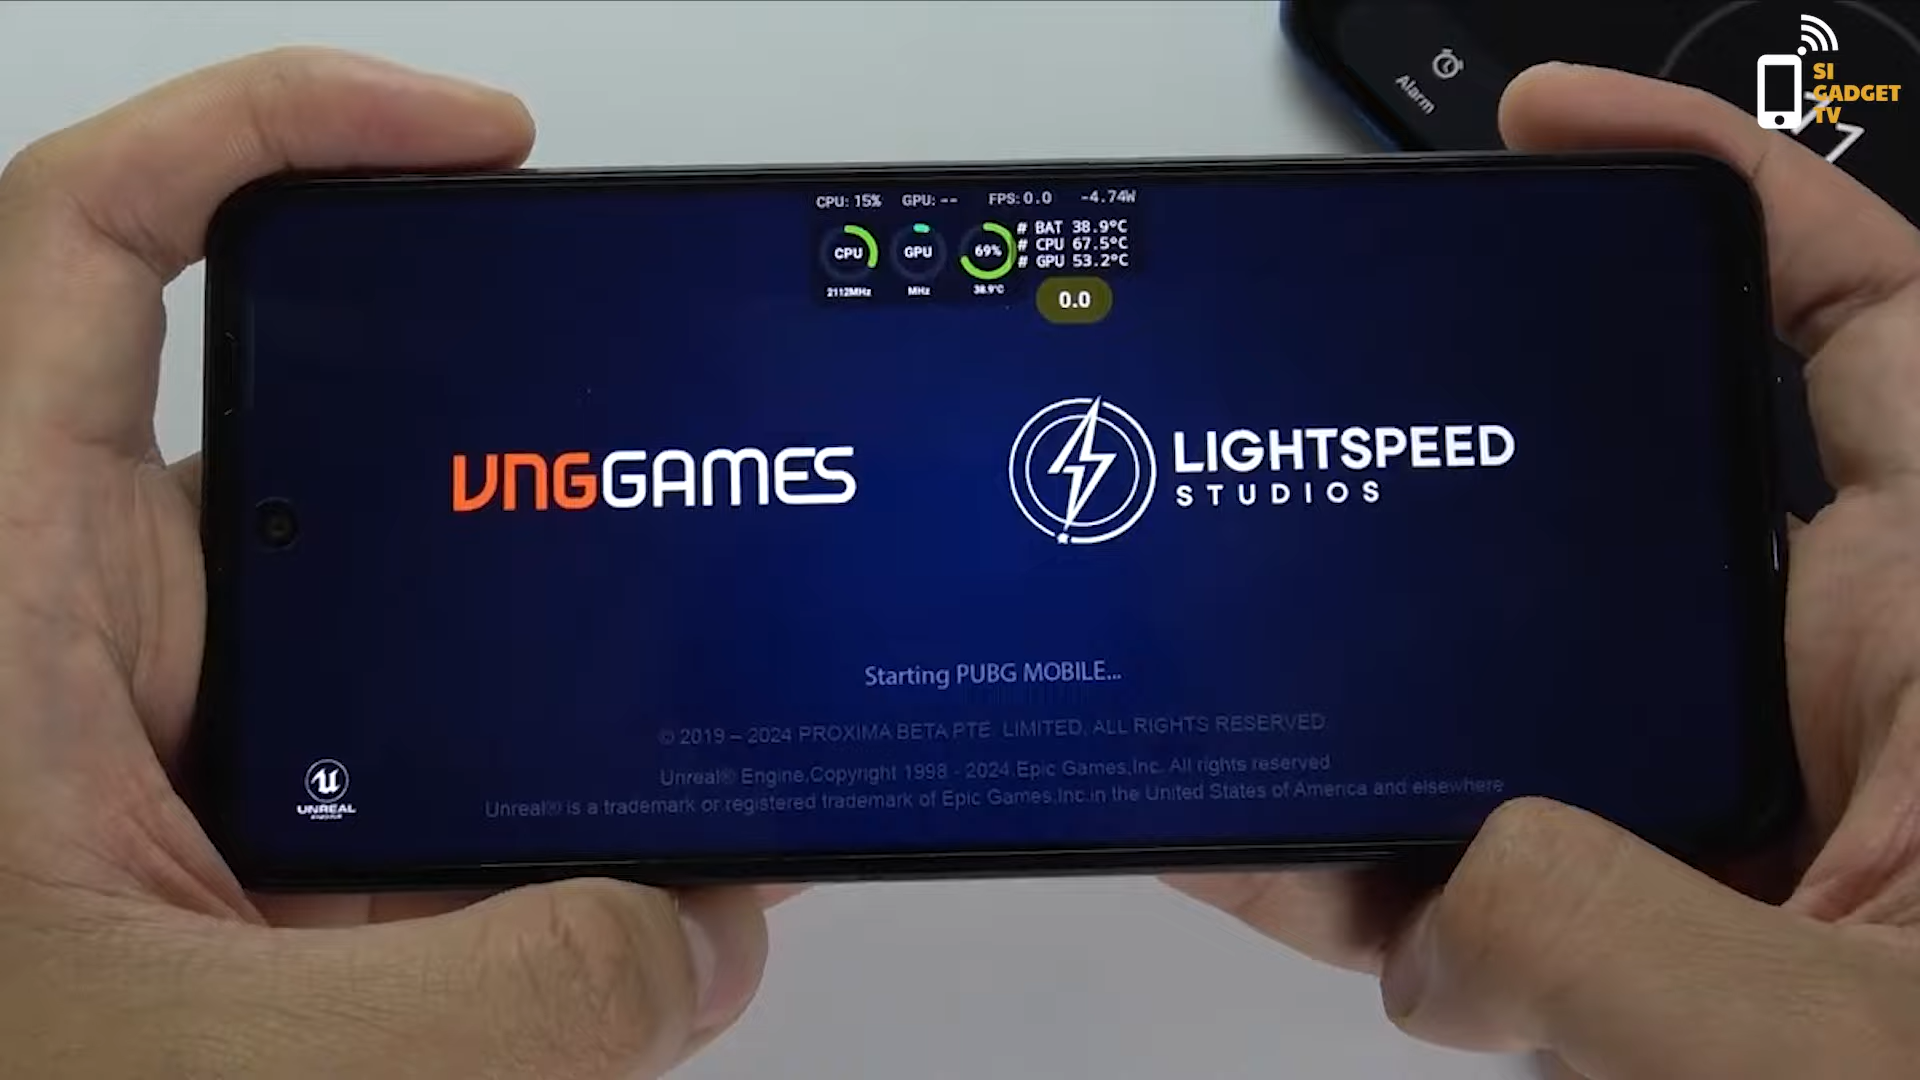 Alarm
SI
GADGET
TV
CPU: 15% GPU: -- FPS: 0.0 -4.74W
# BAT 38.9°C
# CPU 67.5°C
# GPU 53.2°C
CPU GPU 69%
2112MHz MHz 38.9°C
0.0
VNGGAMES
LIGHTSPEED
STUDIOS
Starting PUBG MOBILE...
© 2019 – 2024 PROXIMA BETA PTE. LIMITED. ALL RIGHTS RESERVED.
Unreal® Engine,Copyright 1998 - 2024,Epic Games,Inc. All rights reserved
Unreal® is a trademark or registered trademark of Epic Games,Inc.in the United States of America and elsewhere
UNREAL